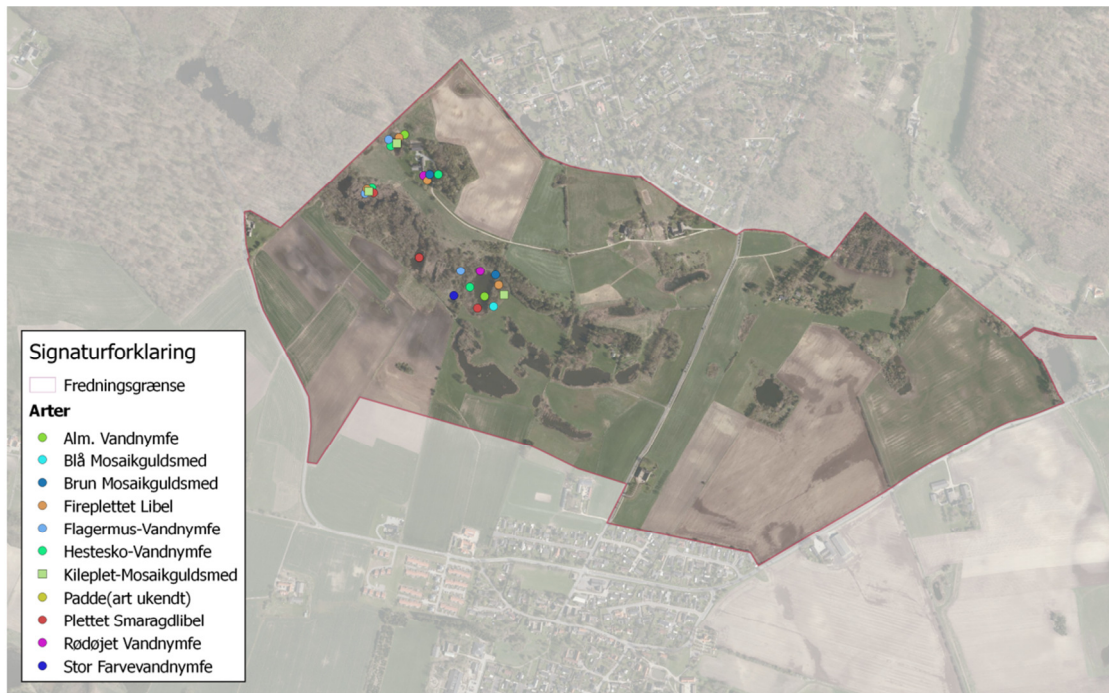 Signaturforklaring
Fredningsgrænse
Arter
Alm. Vandnymfe
Blå Mosaikguldsmed
Brun Mosaikguldsmed
Fireplettet Libel
Flagermus-Vandnymfe
Hestesko-Vandnymfe
Kileplet-Mosaikguldsmed
Padde(art ukendt)
Plettet Smaragdlibel
Rødøjet Vandnymfe
Stor Farvevandnymfe